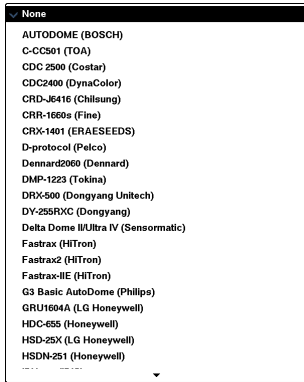 None
AUTODOME (BOSCH)
C-CC501 (TOA)
CDC 2500 (Costar)
CDC2400 (DynaColor)
CRD-J6416 (Chilsung)
CRR-1660s (Fine)
CRX-1401 (ERAESEEDS)
D-protocol (Pelco)
Dennard2060 (Dennard)
DMP-1223 (Tokina)
DRX-500 (Dongyang Unitech)
DY-255RXC (Dongyang)
Delta Dome II/Ultra IV (Sensormatic)
Fastrax (HiTron)
Fastrax2 (HiTron)
Fastrax-IIE (HiTron)
G3 Basic AutoDome (Philips)
GRU1604A (LG Honeywell)
HDC-655 (Honeywell)
HSD-25X (LG Honeywell)
HSDN-251 (Honeywell)